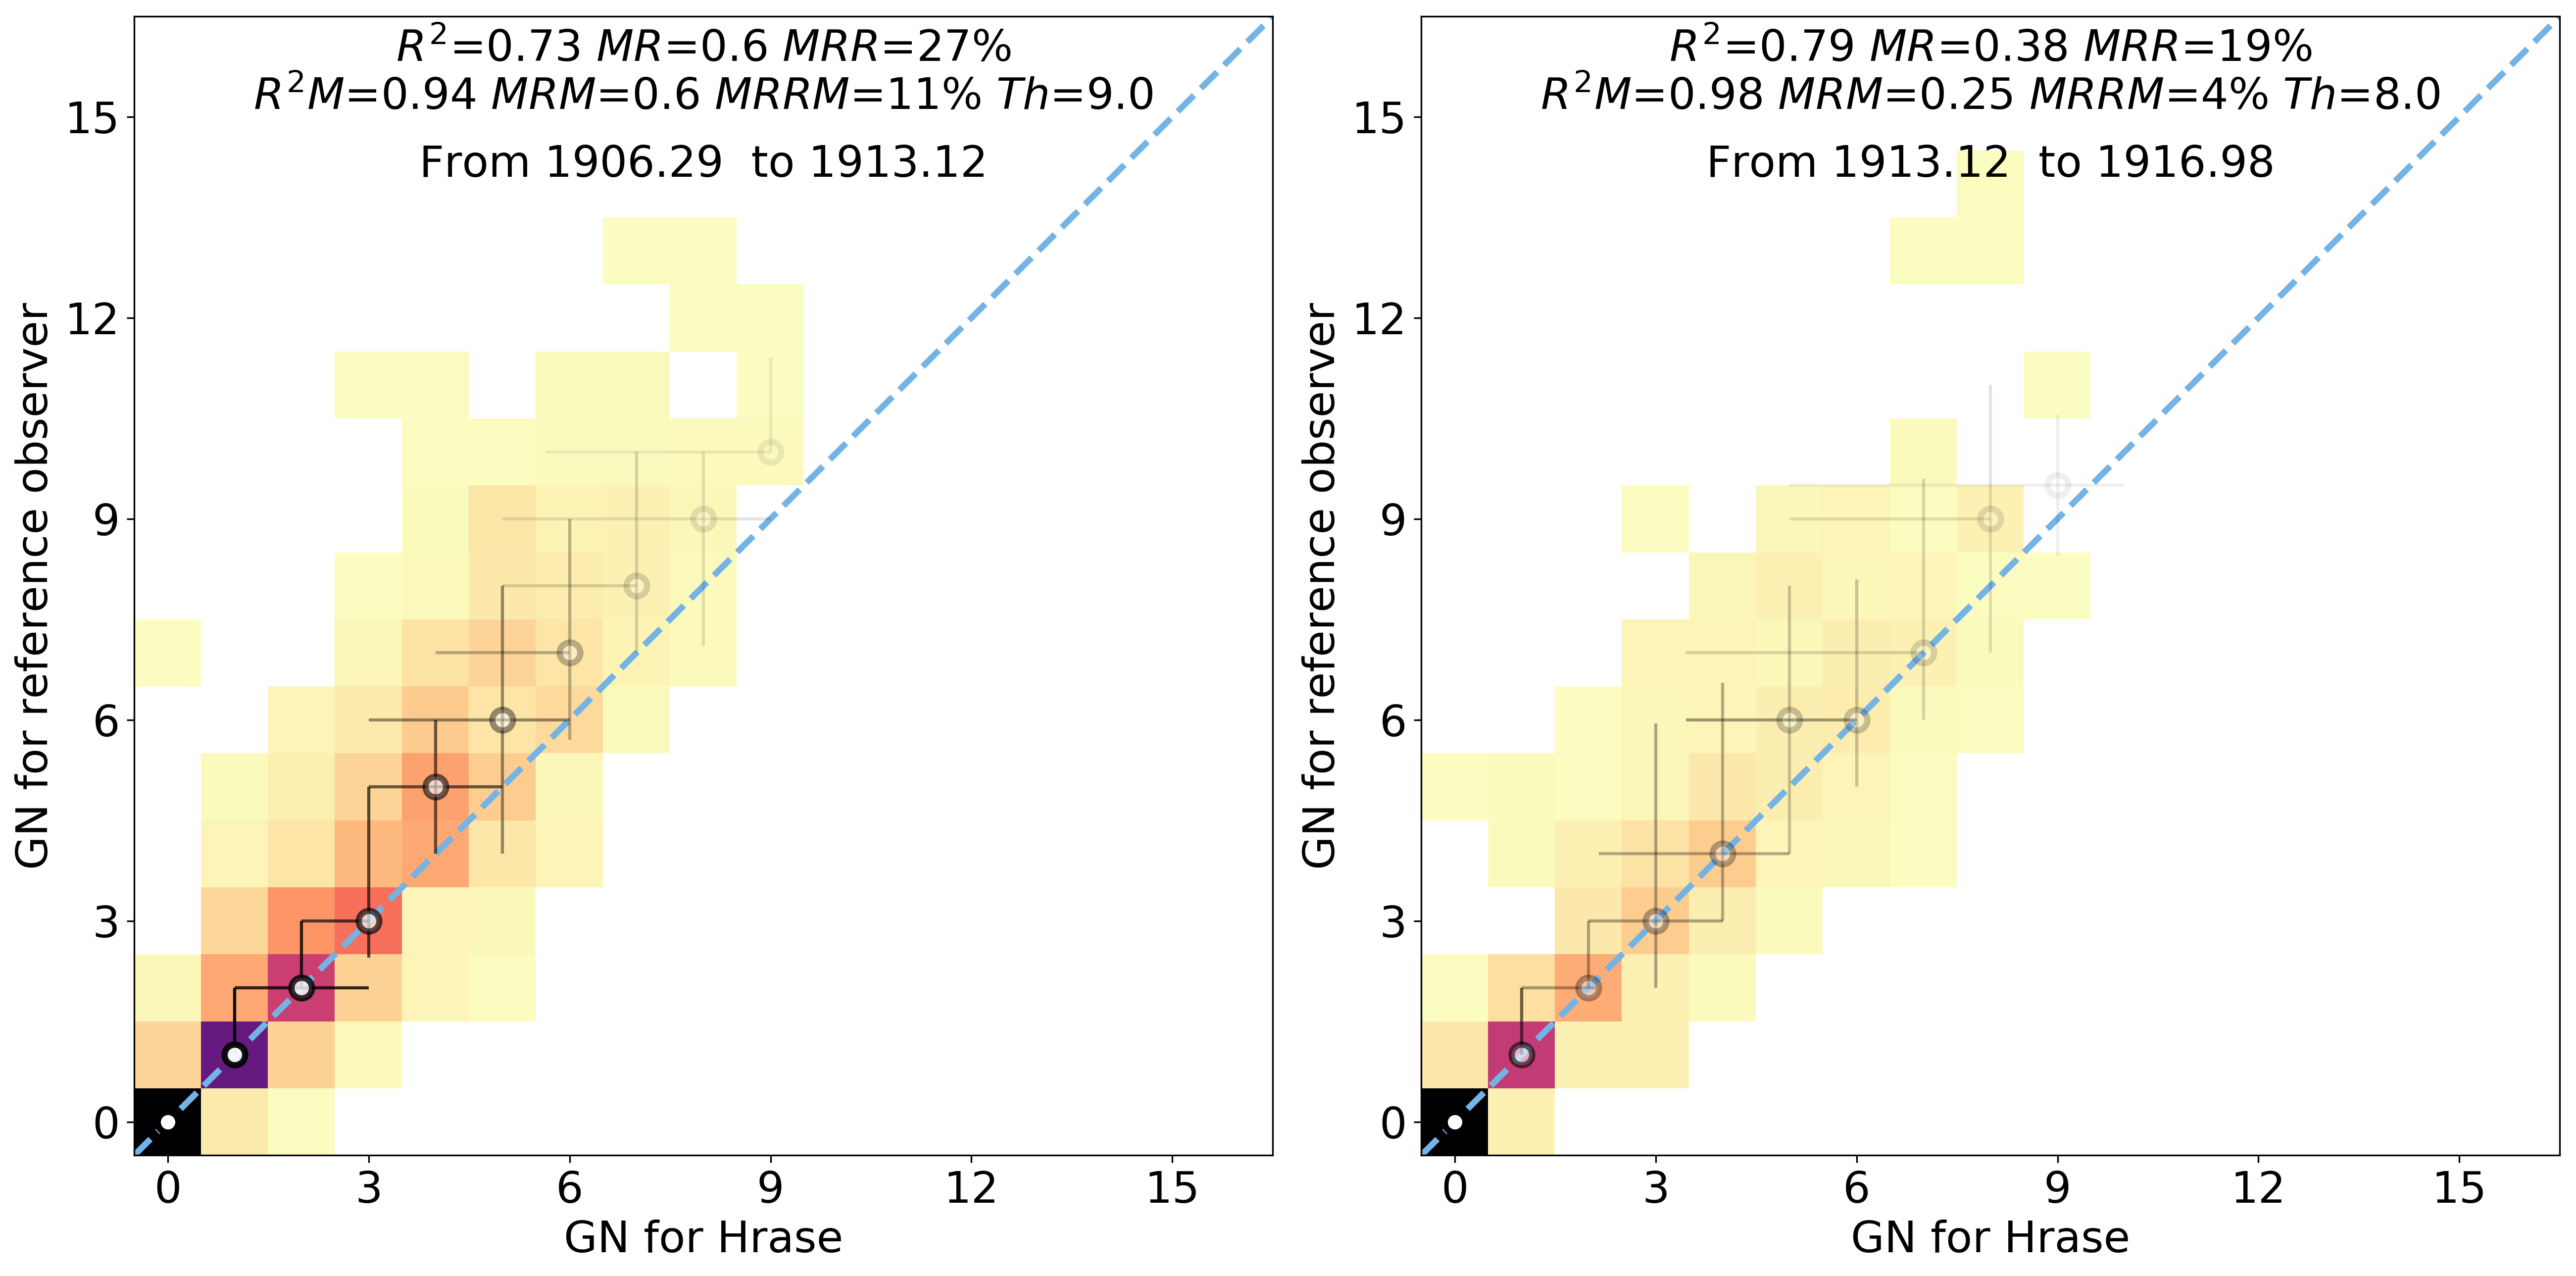 R²=0.73 MR=0.6 MRR=27%
R²M=0.94 MRM=0.6 MRRM=11% Th=9.0
From 1906.29 to 1913.12
GN for reference observer
15
12
9
6
3
0
0 3 6 9 12 15
GN for Hrase
R²=0.79 MR=0.38 MRR=19%
R²M=0.98 MRM=0.25 MRRM=4% Th=8.0
From 1913.12 to 1916.98
GN for reference observer
15
12
9
6
3
0
0 3 6 9 12 15
GN for Hrase